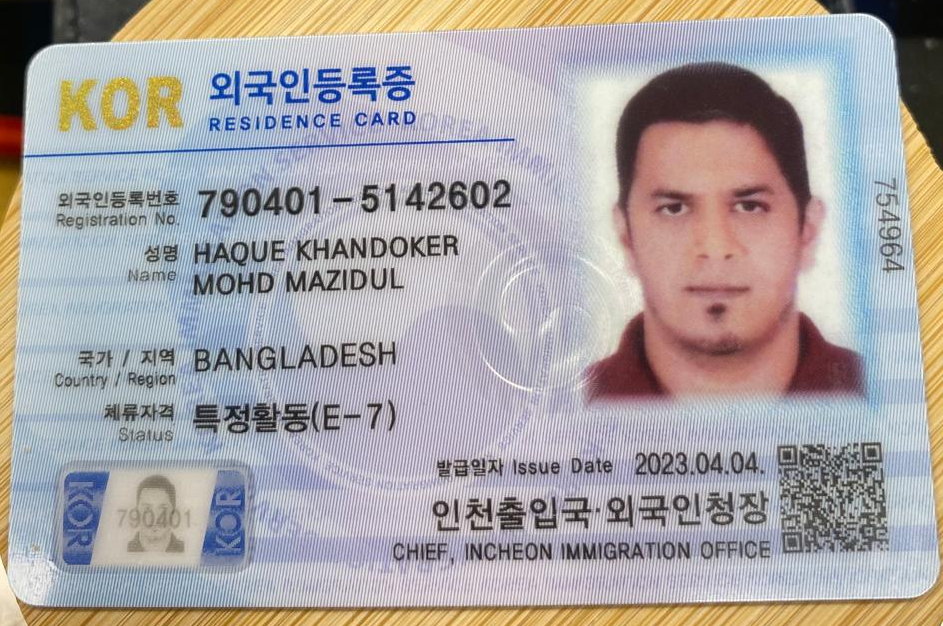 KOR 외국인등록증
RESIDENCE CARD
외국인등록번호 790401-5142602
Registration No.
성명 HAQUE KHANDOKER
Name MOHD MAZIDUL
국가 / 지역 BANGLADESH
Country / Region
체류자격 특정활동(E-7)
Status
발급일자 Issue Date 2023.04.04.
인천출입국·외국인청장
CHIEF, INCHEON IMMIGRATION OFFICE
KOR 790401 KOR
754964